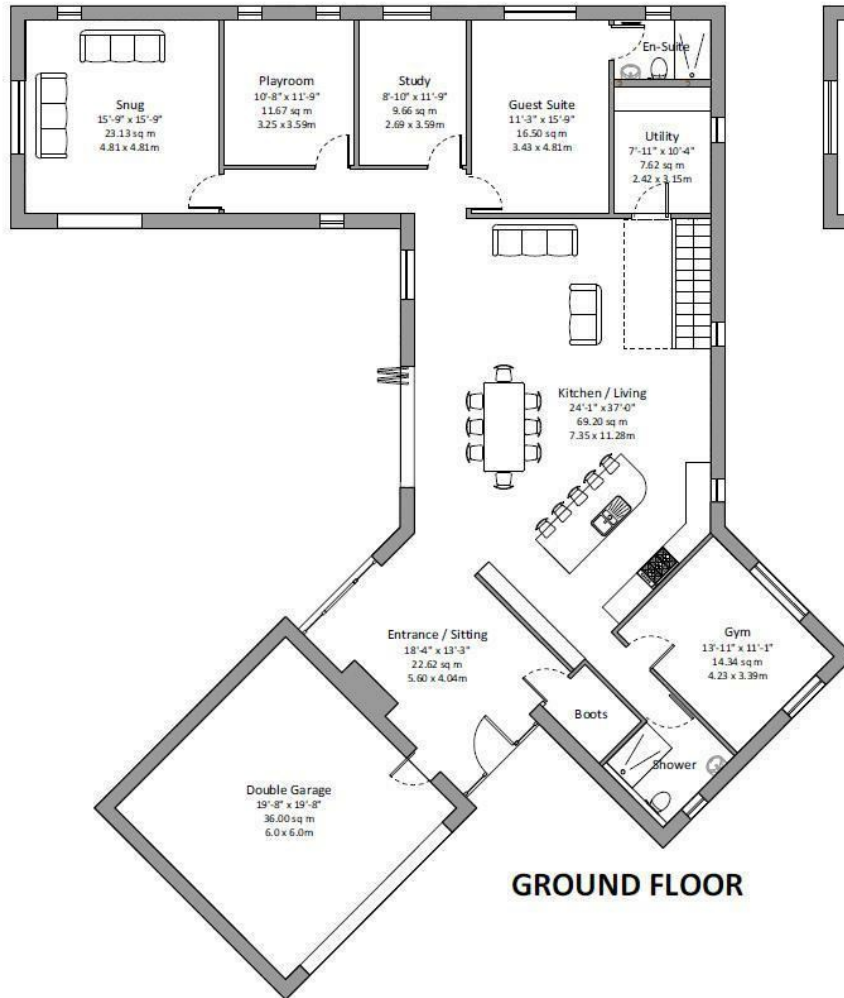 Snug
15'-9" x 15'-9"
23.13 sq m
4.81 x 4.81m
Playroom
10'-8" x 11'-9"
11.67 sq m
3.25 x 3.59m
Study
8'-10" x 11'-9"
9.66 sq m
2.69 x 3.59m
Guest Suite
11'-3" x 15'-9"
16.50 sq m
3.43 x 4.81m
En-Suite
Utility
7'-11" x 10'-4"
7.62 sq m
2.42 x 3.15m
Kitchen / Living
24'-1" x 37'-0"
69.20 sq m
7.35 x 11.28m
Entrance / Sitting
18'-4" x 13'-3"
22.62 sq m
5.60 x 4.04m
Gym
13'-11" x 11'-1"
14.34 sq m
4.23 x 3.39m
Boots
Shower
Double Garage
19'-8" x 19'-8"
36.00 sq m
6.0 x 6.0m
GROUND FLOOR